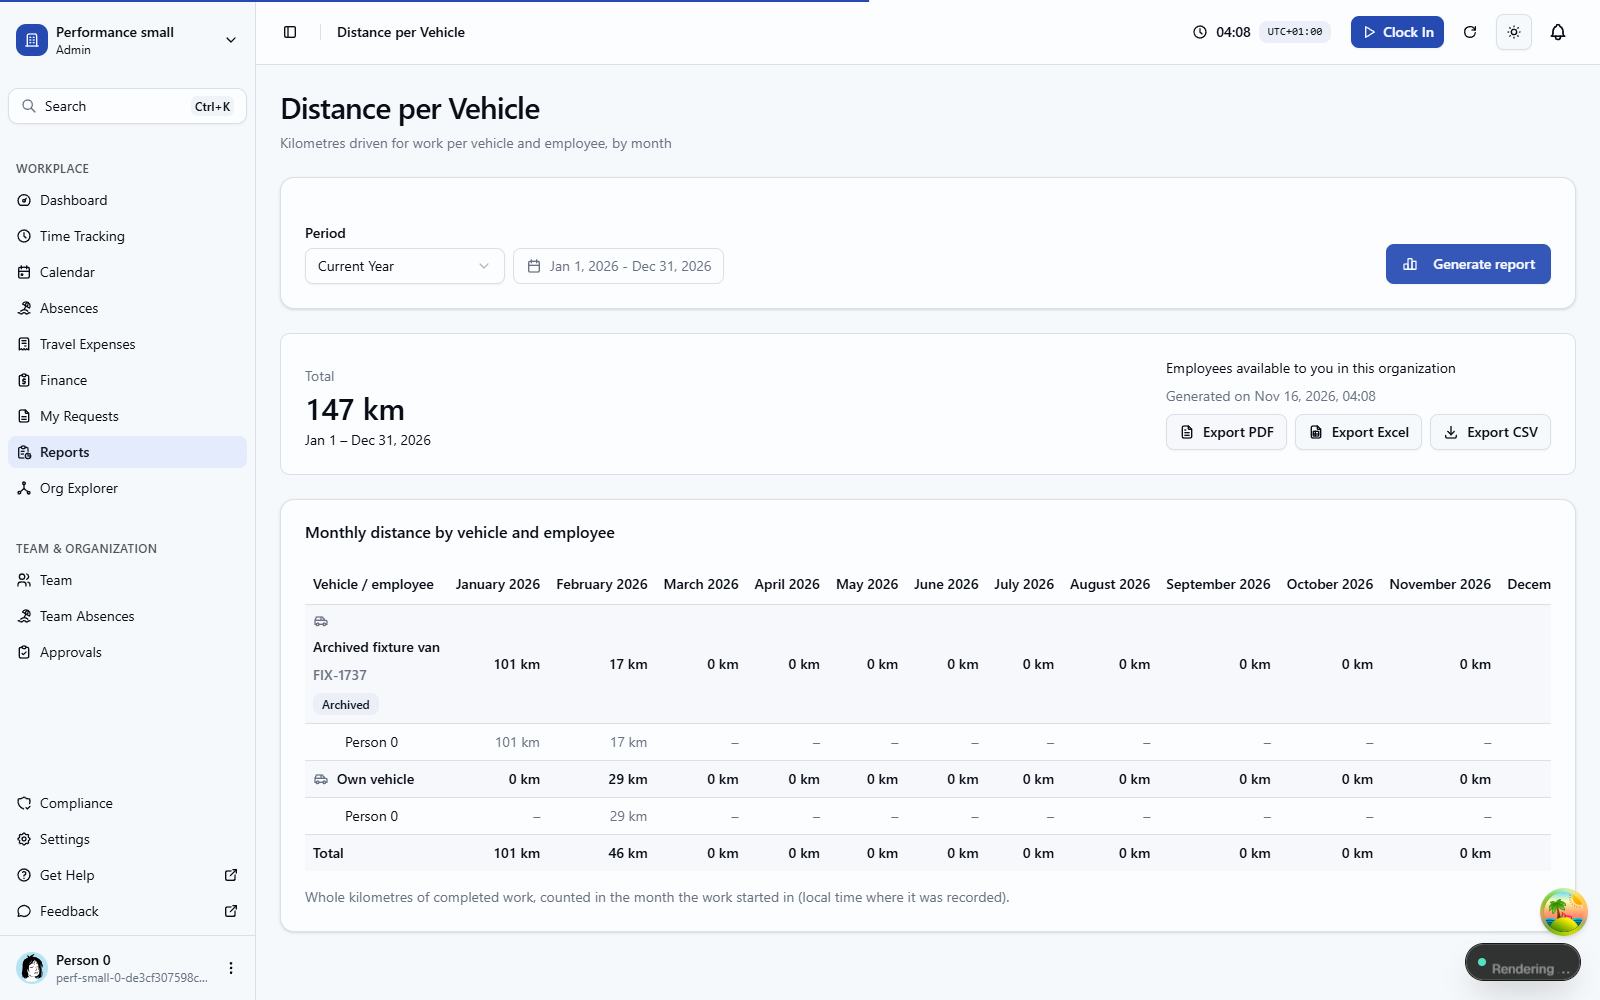 Performance small
Admin
Search
Ctrl+K
WORKPLACE
Dashboard
Time Tracking
Calendar
Absences
Travel Expenses
Finance
My Requests
Reports
Org Explorer
TEAM & ORGANIZATION
Team
Team Absences
Approvals
Compliance
Settings
Get Help
Feedback
Person 0
perf-small-0-de3cf307598c...
Distance per Vehicle
04:08 UTC+01:00
Clock In
Distance per Vehicle
Kilometres driven for work per vehicle and employee, by month
Period
Current Year
Jan 1, 2026 - Dec 31, 2026
Generate report
Total
147 km
Jan 1 – Dec 31, 2026
Employees available to you in this organization
Generated on Nov 16, 2026, 04:08
Export PDF
Export Excel
Export CSV
Monthly distance by vehicle and employee
Vehicle / employee January 2026 February 2026 March 2026 April 2026 May 2026 June 2026 July 2026 August 2026 September 2026 October 2026 November 2026 Decem
Archived fixture van
FIX-1737
Archived
101 km 17 km 0 km 0 km 0 km 0 km 0 km 0 km 0 km 0 km 0 km
Person 0 101 km 17 km – – – – – – – – –
Own vehicle 0 km 29 km 0 km 0 km 0 km 0 km 0 km 0 km 0 km 0 km 0 km
Person 0 – 29 km – – – – – – – – –
Total 101 km 46 km 0 km 0 km 0 km 0 km 0 km 0 km 0 km 0 km 0 km
Whole kilometres of completed work, counted in the month the work started in (local time where it was recorded).
Rendering ...